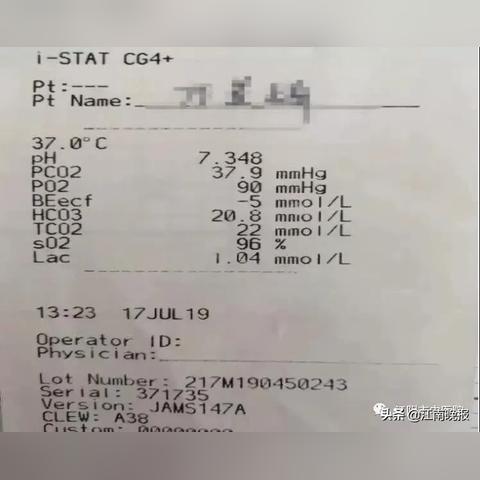 i-STAT CG4+
Pt:---
Pt Name:
37.0°C
pH 7.348
PCO2 37.9 mmHg
PO2 90 mmHg
BEecf -5 mmol/L
HCO3 20.8 mmol/L
TCO2 22 mmol/L
sO2 96 %
Lac 1.04 mmol/L
13:23 17JUL19
Operator ID:
Physician:
Lot Number: 217M190450243
Serial: 371735
Version: JAMS147A
CLEW: A38
Custom:
头条 @江南晚报